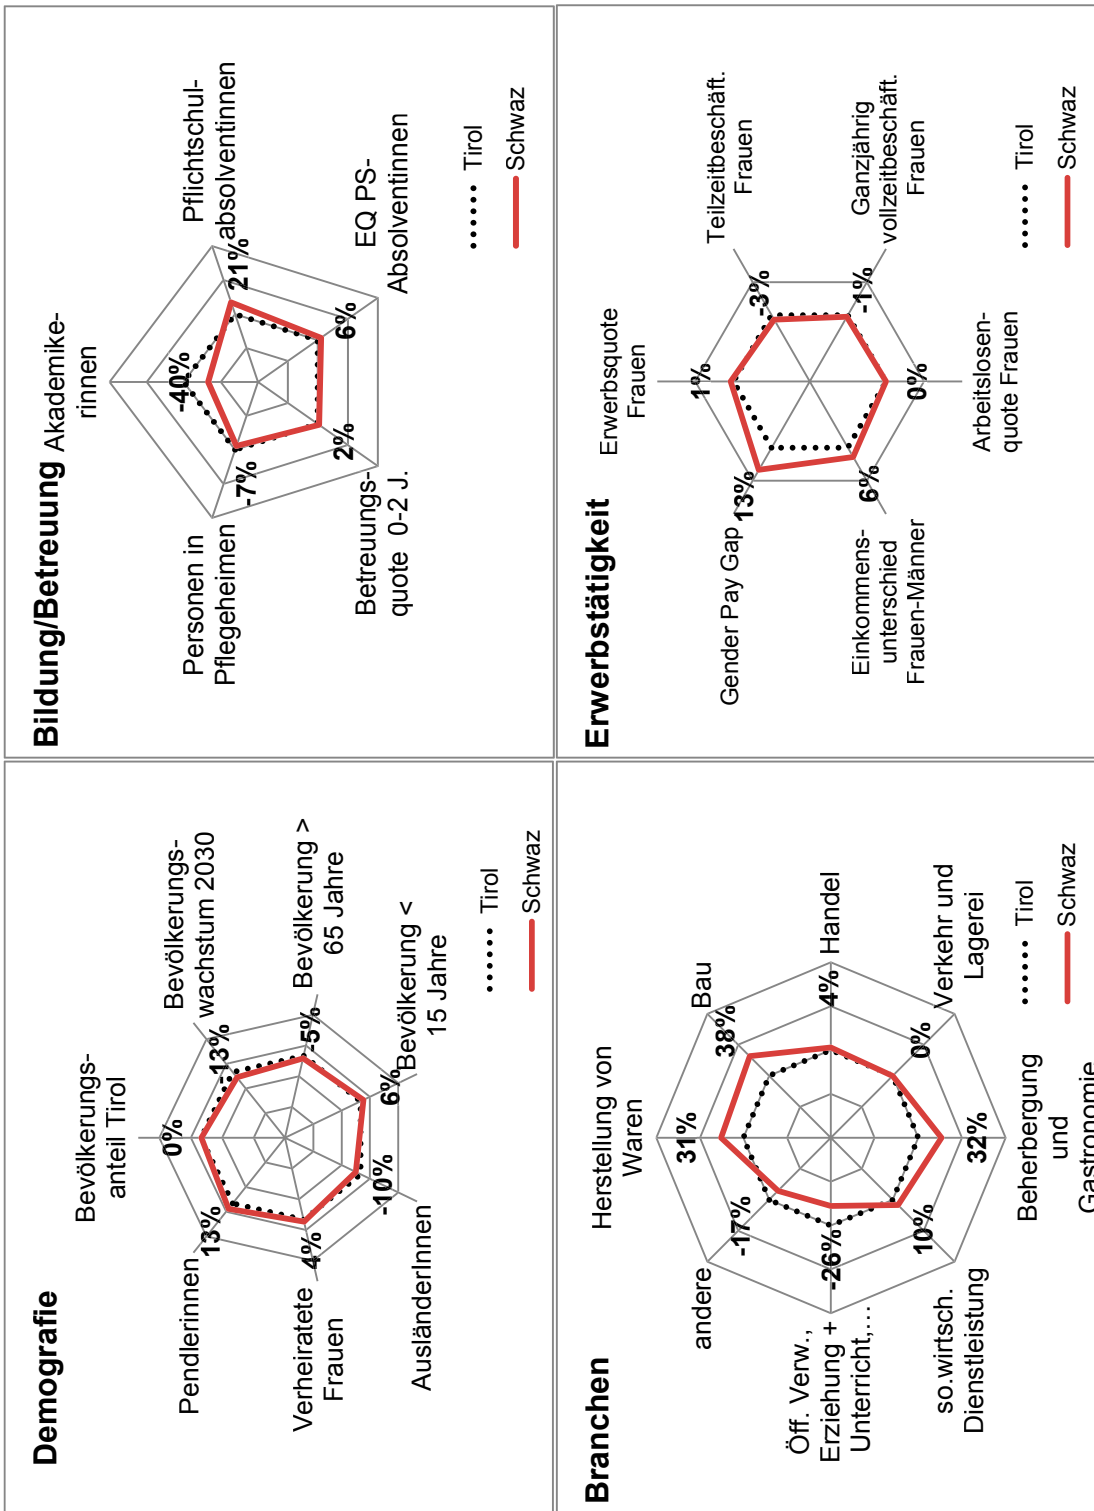 Demografie
Bevölkerungs-
anteil Tirol
0%
Bevölkerungs-
wachstum 2030
-13%
Bevölkerung >
65 Jahre
-5%
Bevölkerung <
15 Jahre
6%
AusländerInnen
-10%
Verheiratete
Frauen
4%
Pendlerinnen
13%
Tirol
Schwaz
Bildung/Betreuung
Akademike-
rinnen
-40%
Pflichtschul-
absolventinnen
21%
EQ PS-
Absolventinnen
6%
Betreuungs-
quote 0-2 J.
2%
Personen in
Pflegeheimen
-7%
Tirol
Schwaz
Branchen
Herstellung von
Waren
31%
Bau
38%
Handel
4%
Verkehr und
Lagerei
0%
Beherbergung
und
Gastronomie
32%
so.wirtsch.
Dienstleistung
10%
Öff. Verw.,
Erziehung +
Unterricht,…
-26%
andere
-17%
Tirol
Schwaz
Erwerbstätigkeit
Erwerbsquote
Frauen
1%
Teilzeitbeschäft.
Frauen
-3%
Ganzjährig
vollzeitbeschäft.
Frauen
-1%
Arbeitslosen-
quote Frauen
0%
Einkommens-
unterschied
Frauen-Männer
6%
Gender Pay Gap
13%
Tirol
Schwaz